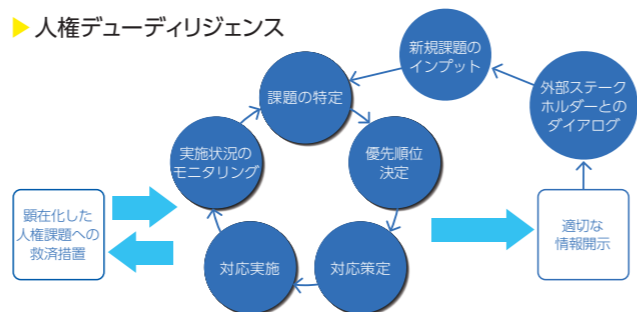 人権デューディリジェンス
新規課題の
インプット
課題の特定
外部ステーク
ホルダーとの
ダイアログ
実施状況の
モニタリング
優先順位
決定
顕在化した
人権課題への
救済措置
適切な
情報開示
対応実施
対応策定